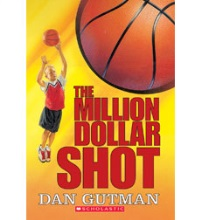 THE
MILLION
DOLLAR
SHOT
DAN GUTMAN
SCHOLASTIC